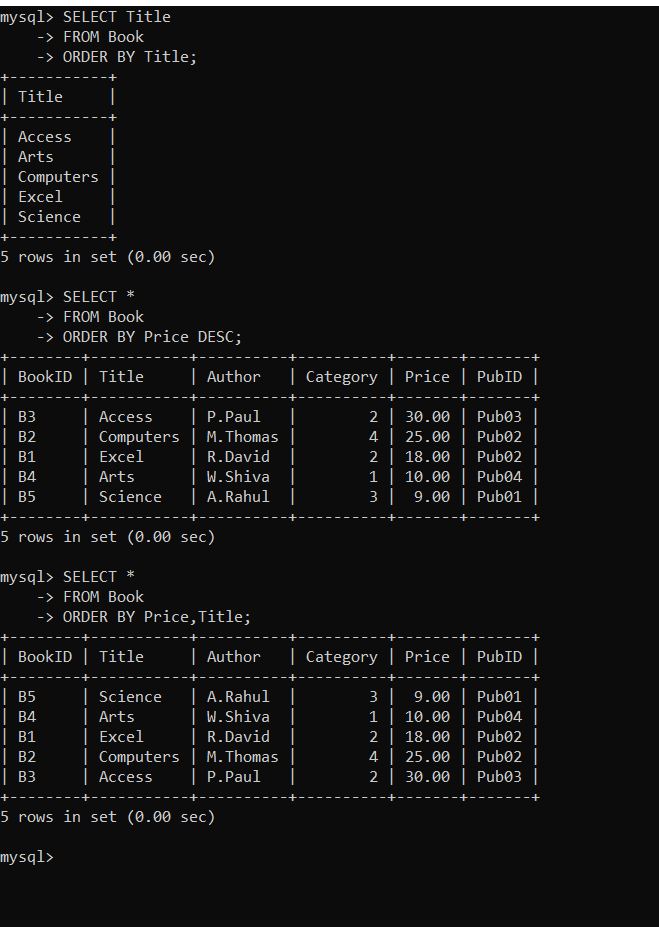 mysql> SELECT Title
    -> FROM Book
    -> ORDER BY Title;
+-----------+
| Title     |
+-----------+
| Access    |
| Arts      |
| Computers |
| Excel     |
| Science   |
+-----------+
5 rows in set (0.00 sec)

mysql> SELECT *
    -> FROM Book
    -> ORDER BY Price DESC;
+--------+-----------+----------+----------+-------+-------+
| BookID | Title     | Author   | Category | Price | PubID |
+--------+-----------+----------+----------+-------+-------+
| B3     | Access    | P.Paul   |        2 | 30.00 | Pub03 |
| B2     | Computers | M.Thomas |        4 | 25.00 | Pub02 |
| B1     | Excel     | R.David  |        2 | 18.00 | Pub02 |
| B4     | Arts      | W.Shiva  |        1 | 10.00 | Pub04 |
| B5     | Science   | A.Rahul  |        3 |  9.00 | Pub01 |
+--------+-----------+----------+----------+-------+-------+
5 rows in set (0.00 sec)

mysql> SELECT *
    -> FROM Book
    -> ORDER BY Price,Title;
+--------+-----------+----------+----------+-------+-------+
| BookID | Title     | Author   | Category | Price | PubID |
+--------+-----------+----------+----------+-------+-------+
| B5     | Science   | A.Rahul  |        3 |  9.00 | Pub01 |
| B4     | Arts      | W.Shiva  |        1 | 10.00 | Pub04 |
| B1     | Excel     | R.David  |        2 | 18.00 | Pub02 |
| B2     | Computers | M.Thomas |        4 | 25.00 | Pub02 |
| B3     | Access    | P.Paul   |        2 | 30.00 | Pub03 |
+--------+-----------+----------+----------+-------+-------+
5 rows in set (0.00 sec)

mysql>